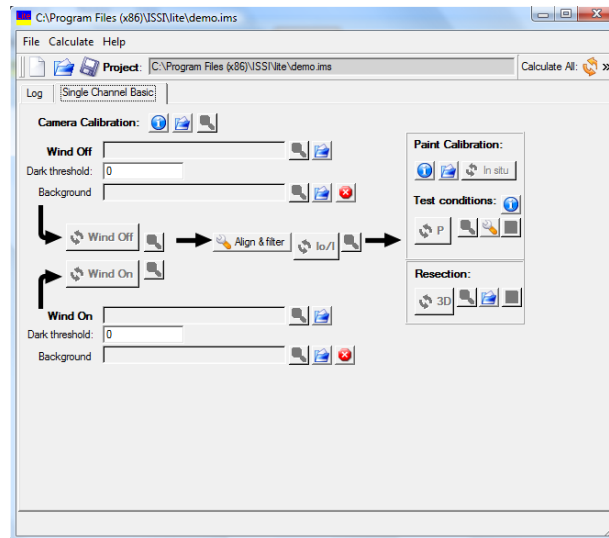 C:\Program Files (x86)\ISSI\lite\demo.ims
File Calculate Help
Project: C:\Program Files (x86)\ISSI\lite\demo.ims Calculate All: »
Log Single Channel Basic
Camera Calibration:
Wind Off
Dark threshold: 0
Background
Wind Off
Align & filter
Io/I
Wind On
Wind On
Dark threshold: 0
Background
Paint Calibration:
In situ
Test conditions:
P
Resection:
3D